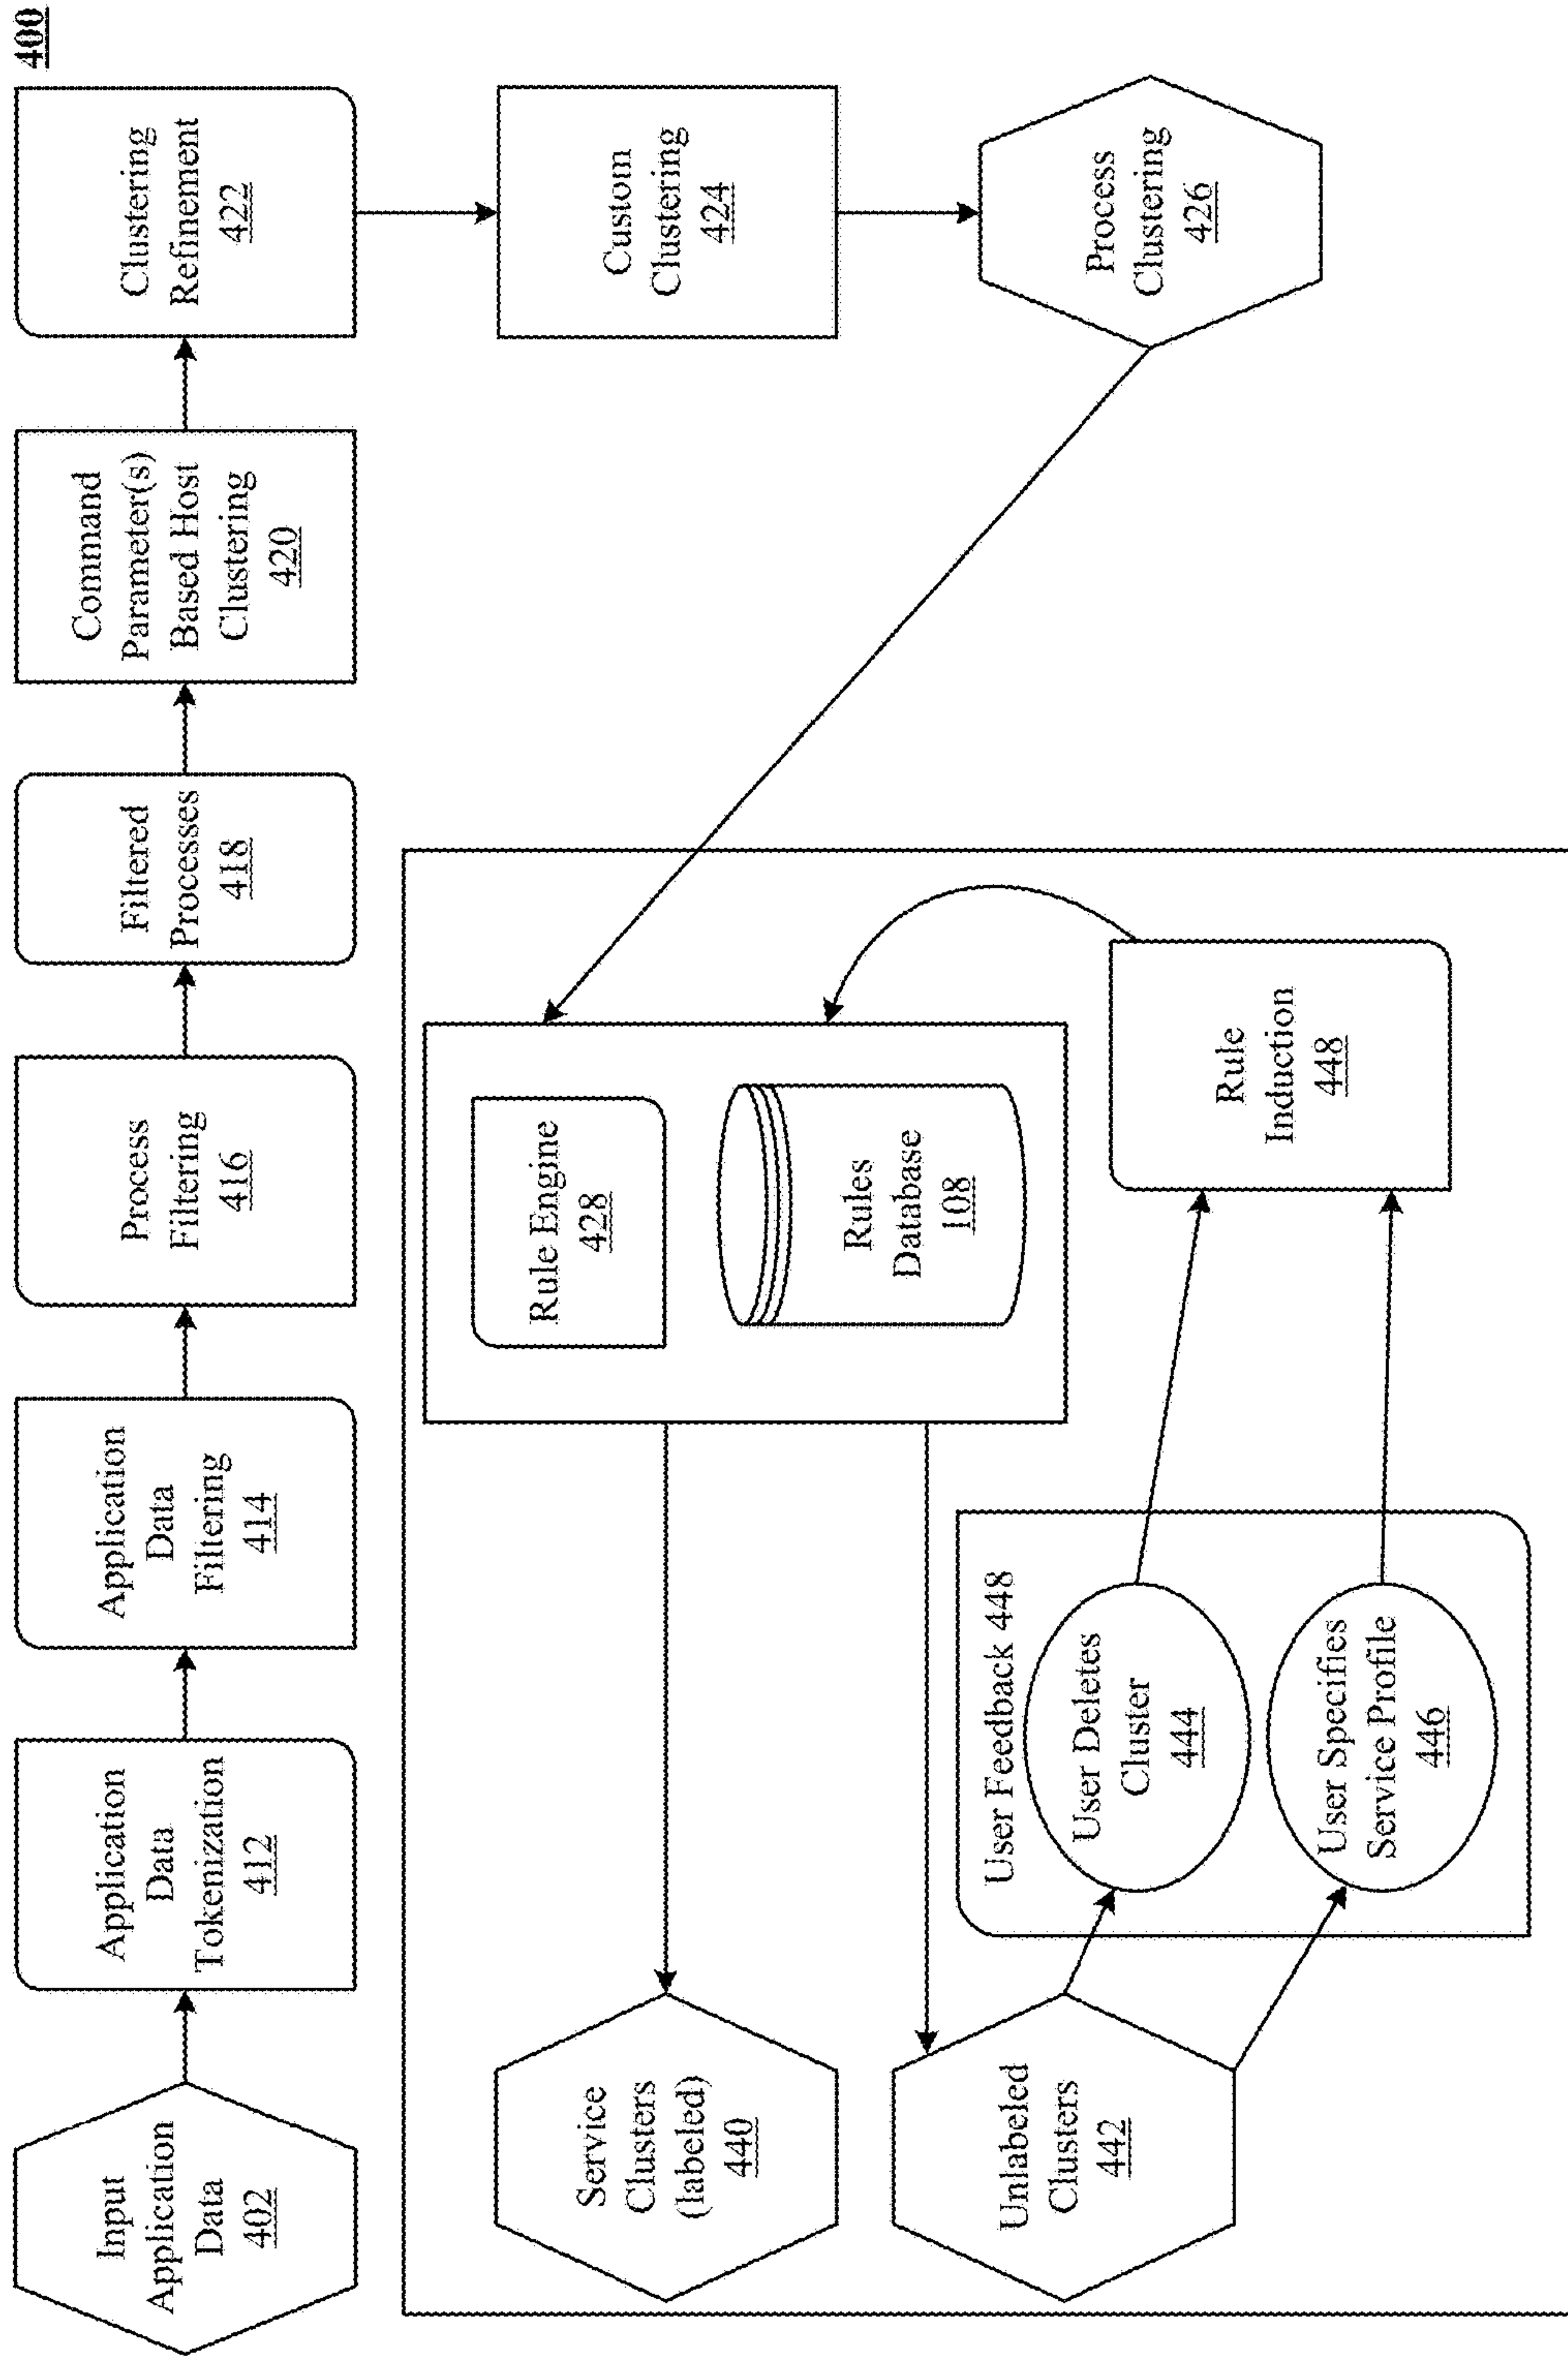 400
Input
Application
Data
402
Application
Data
Tokenization
412
Application
Data
Filtering
414
Process
Filtering
416
Filtered
Processes
418
Command
Parameter(s)
Based Host
Clustering
420
Clustering
Refinement
422
Custom
Clustering
424
Process
Clustering
426
Rule Engine
428
Rules
Database
108
Service
Clusters
(labeled)
440
Unlabeled
Clusters
442
User Feedback 448
User Deletes
Cluster
444
User Specifies
Service Profile
446
Rule
Induction
448